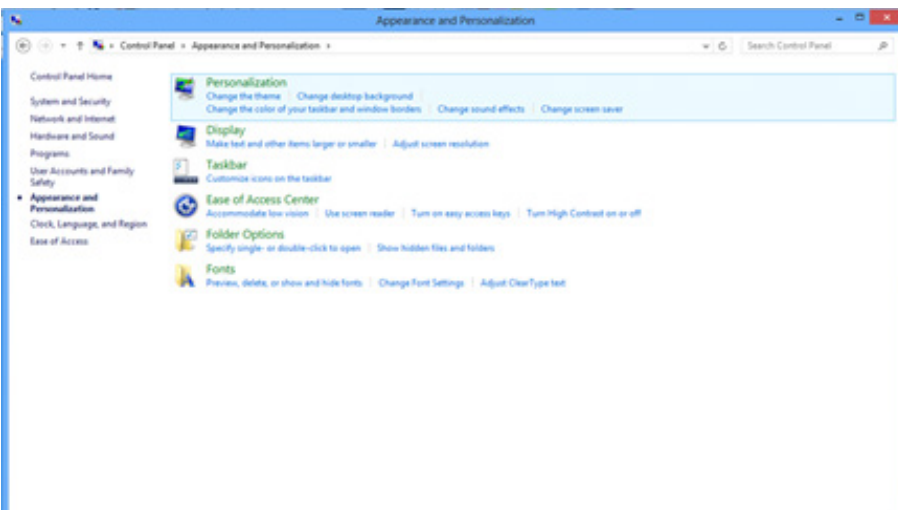 Appearance and Personalization
Control Panel Appearance and Personalization
Search Control Panel
Control Panel Home
System and Security
Network and Internet
Hardware and Sound
Programs
User Accounts and Family
Safety
Appearance and
Personalization
Clock, Language, and Region
Ease of Access
Personalization
Change the theme Change desktop background
Change the color of your taskbar and window borders Change sound effects Change screen saver
Display
Make text and other items larger or smaller Adjust screen resolution
Taskbar
Customize icons on the taskbar
Ease of Access Center
Accommodate low vision Use screen reader Turn on easy access keys Turn High Contrast on or off
Folder Options
Specify single- or double-click to open Show hidden files and folders
Fonts
Preview, delete, or show and hide fonts Change Font Settings Adjust ClearType text